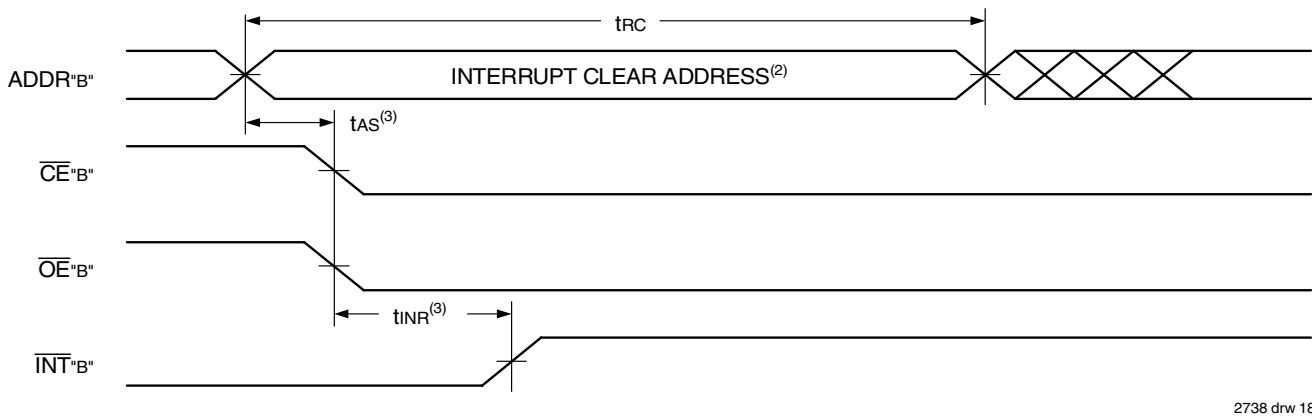 tRC
ADDR"B"
INTERRUPT CLEAR ADDRESS(2)
tAS(3)
CE"B"
OE"B"
tINR(3)
INT"B"
2738 drw 18